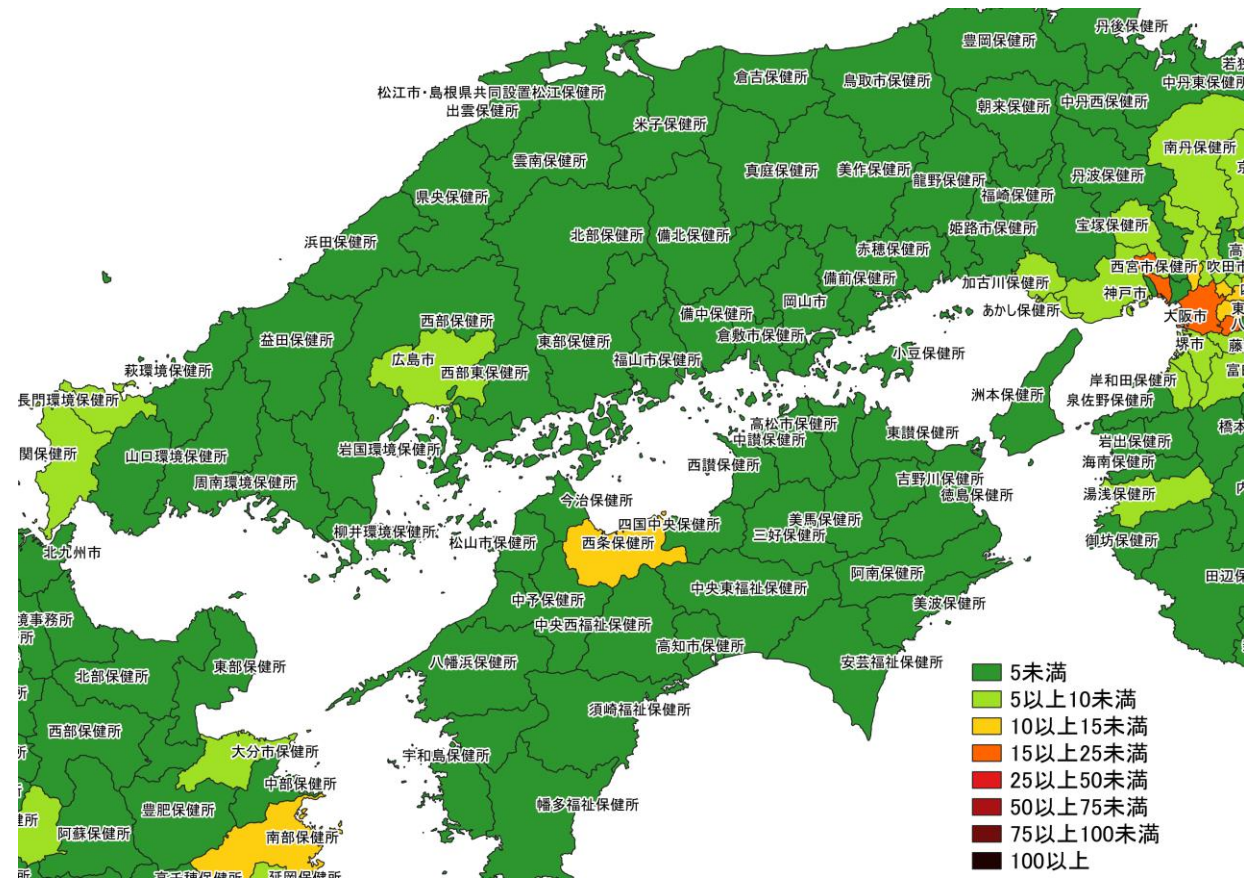 丹後保健所
豊岡保健所
若狭
倉吉保健所
鳥取市保健所
中丹東保健所
松江市・島根県共同設置松江保健所
出雲保健所
朝来保健所
中丹西保健所
米子保健所
南丹保健所
雲南保健所
真庭保健所
美作保健所
龍野保健所
丹波保健所
県央保健所
福崎保健所
浜田保健所
北部保健所
備北保健所
姫路市保健所
宝塚保健所
赤穂保健所
高
備前保健所
加古川保健所
西宮市保健所
吹田市
岡山市
神戸市
あかし保健所
大阪市
東
八
備中保健所
西部保健所
益田保健所
東部保健所
倉敷市保健所
堺市
藤
広島市
福山市保健所
小豆保健所
萩環境保健所
西部東保健所
富田
岸和田保健所
長門環境保健所
洲本保健所
泉佐野保健所
高松市保健所
中讃保健所
東讃保健所
橋本
岩国環境保健所
岩出保健所
関保健所
山口環境保健所
西讃保健所
海南保健所
周南環境保健所
吉野川保健所
徳島保健所
湯浅保健所
今治保健所
四国中央保健所
美馬保健所
柳井環境保健所
松山市保健所
西条保健所
三好保健所
御坊保健所
北九州市
阿南保健所
田辺保
中央東福祉保健所
中予保健所
美波保健所
境事務所
中央西福祉保健所
高知市保健所
八幡浜保健所
安芸福祉保健所
東部保健所
北部保健所
須崎福祉保健所
西部保健所
大分市保健所
宇和島保健所
中部保健所
豊肥保健所
幡多福祉保健所
阿蘇保健所
南部保健所
高千穂保健所
延岡保健所
5未満
5以上10未満
10以上15未満
15以上25未満
25以上50未満
50以上75未満
75以上100未満
100以上